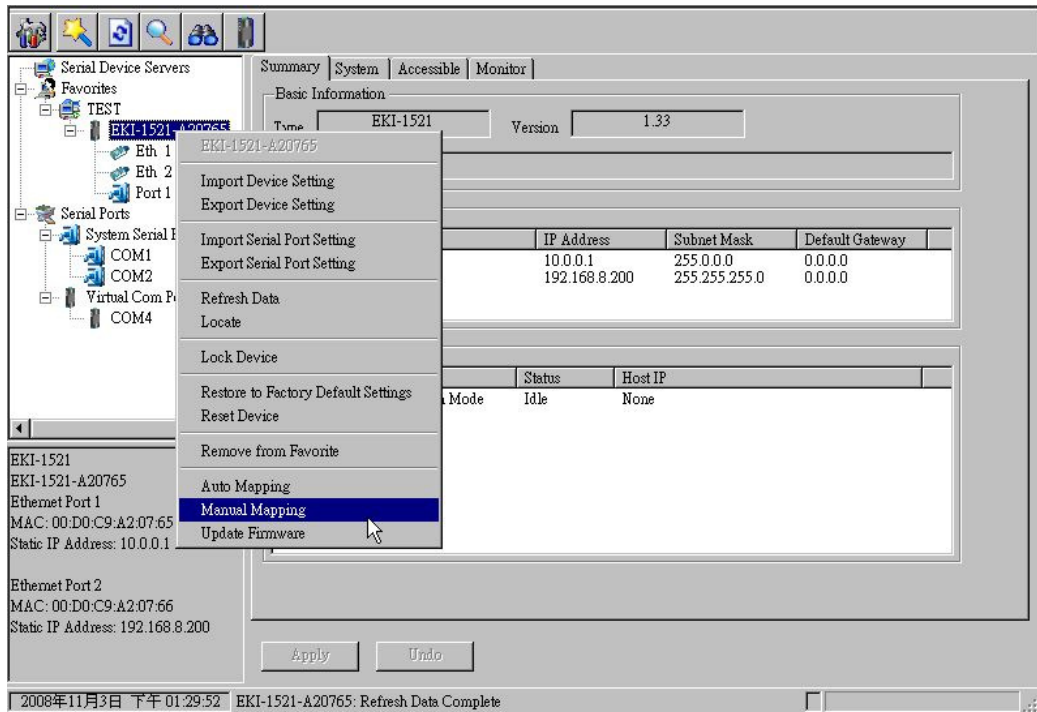 Serial Device Servers
Favorites
TEST
EKI-1521-A20765
Eth 1
Eth 2
Port 1
Serial Ports
System Serial
COM1
COM2
Virtual Com
COM4
EKI-1521-A20765
Import Device Setting
Export Device Setting
Import Serial Port Setting
Export Serial Port Setting
Refresh Data
Locate
Lock Device
Restore to Factory Default Settings
Reset Device
Remove from Favorite
Auto Mapping
Manual Mapping
Update Firmware
Summary System Accessible Monitor
Basic Information
Type EKI-1521 Version 1.33
IP Address Subnet Mask Default Gateway
10.0.0.1 255.0.0.0 0.0.0.0
192.168.8.200 255.255.255.0 0.0.0.0
Status Host IP
Mode Idle None
EKI-1521
EKI-1521-A20765
Ethernet Port 1
MAC: 00:D0:C9:A2:07:65
Static IP Address: 10.0.0.1
Ethernet Port 2
MAC: 00:D0:C9:A2:07:66
Static IP Address: 192.168.8.200
Apply Undo
2008年11月3日 下午 01:29:52 EKI-1521-A20765: Refresh Data Complete